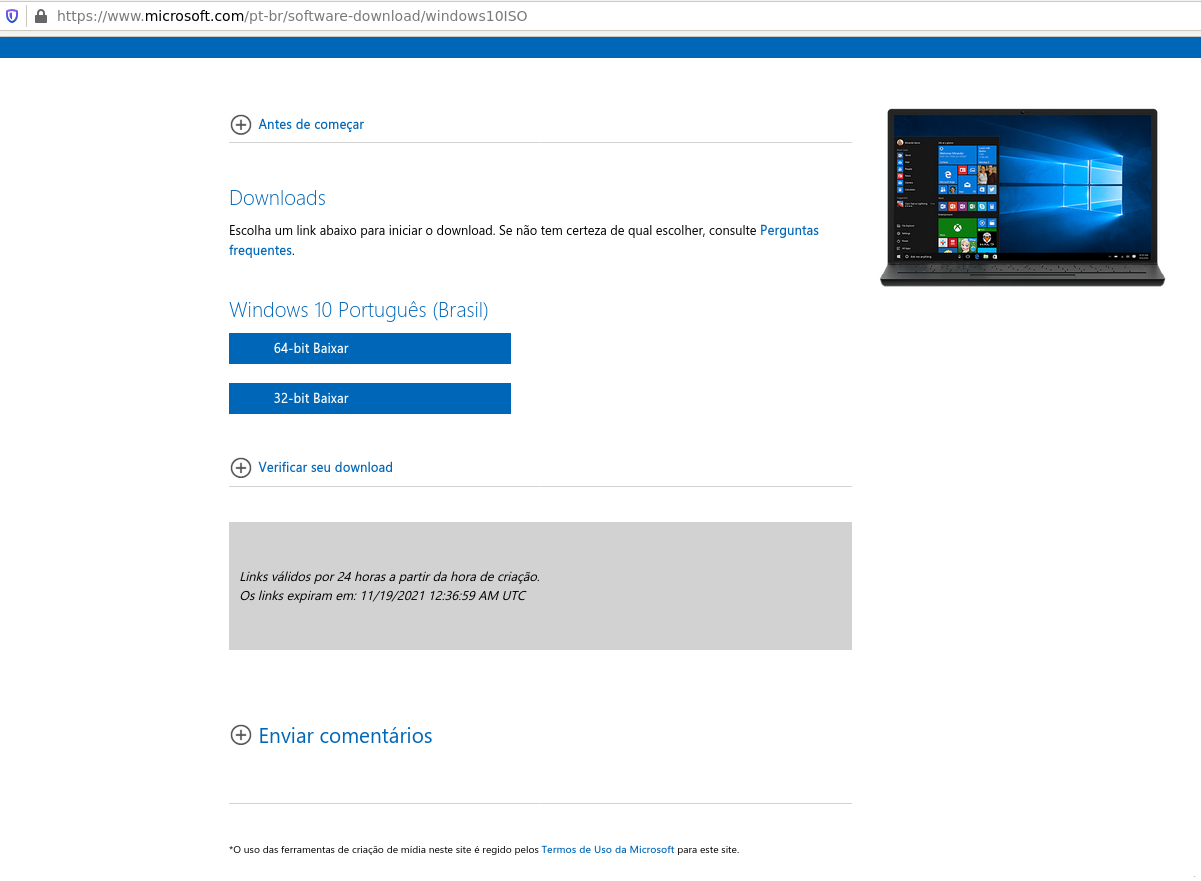 https://www.microsoft.com/pt-br/software-download/windows10ISO
Antes de começar
Downloads
Escolha um link abaixo para iniciar o download. Se não tem certeza de qual escolher, consulte Perguntas
frequentes.
Windows 10 Português (Brasil)
64-bit Baixar
32-bit Baixar
Verificar seu download
Links válidos por 24 horas a partir da hora de criação.
Os links expiram em: 11/19/2021 12:36:59 AM UTC
Enviar comentários
*O uso das ferramentas de criação de mídia neste site é regido pelos Termos de Uso da Microsoft para este site.